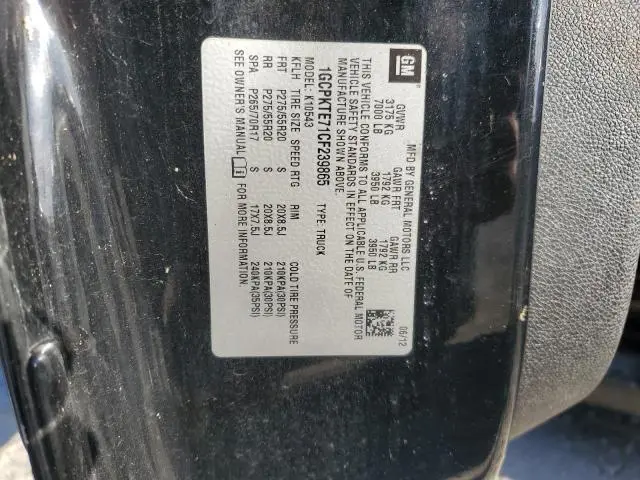 GM
MFD BY GENERAL MOTORS LLC
06/12
GVWR GAWR FRT GAWR RR
3175 KG 1792 KG 1792 KG
7000 LB 3950 LB 3950 LB
THIS VEHICLE CONFORMS TO ALL APPLICABLE U.S. FEDERAL MOTOR
VEHICLE SAFETY STANDARDS IN EFFECT ON THE DATE OF
MANUFACTURE SHOWN ABOVE.
1GCPKTE71CF239865 TYPE: TRUCK
MODEL: K10543
KFLH TIRE SIZE SPEED RTG RIM COLD TIRE PRESSURE
FRT P275/55R20 S 20X8.5J 210KPA(30PSI)
RR P275/55R20 S 20X8.5J 210KPA(30PSI)
SPA P265/70R17 S 17X7.5J 240KPA(35PSI)
SEE OWNER'S MANUAL FOR MORE INFORMATION.